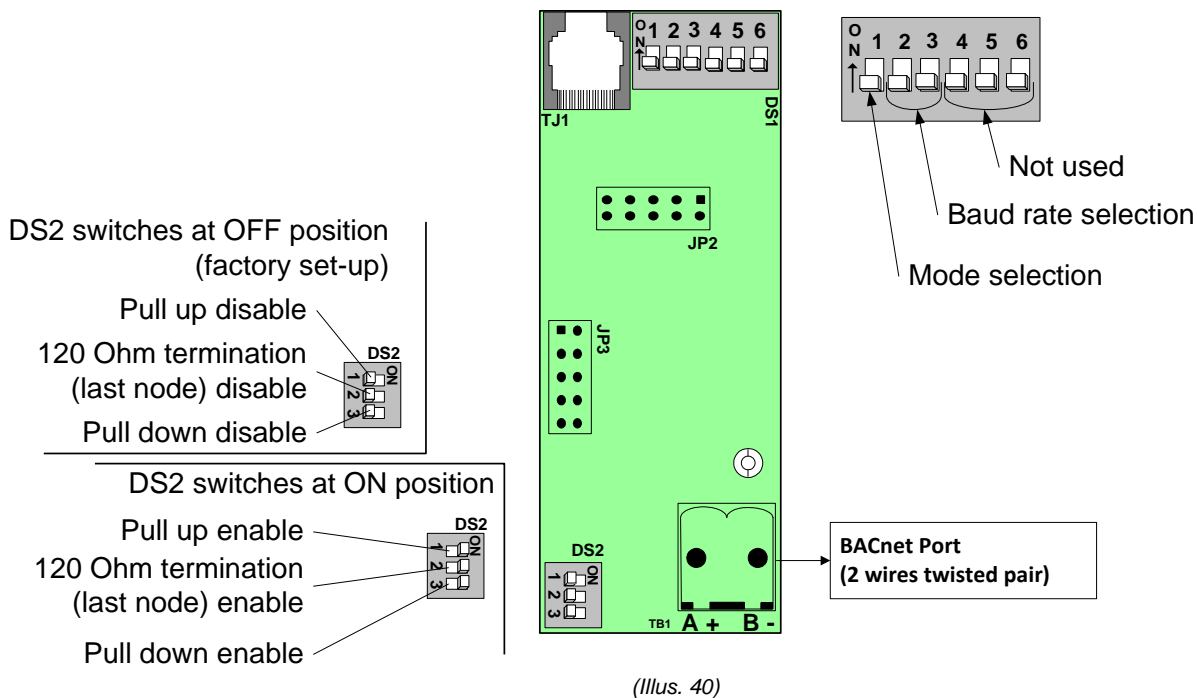 O
N
1 2 3 4 5 6
TJ1
DS1
O
N
1 2 3 4 5 6
Not used
Baud rate selection
Mode selection
JP2
JP3
DS2 switches at OFF position
(factory set-up)
Pull up disable
120 Ohm termination
(last node) disable
Pull down disable
DS2
ON
1
2
3
DS2 switches at ON position
Pull up enable
120 Ohm termination
(last node) enable
Pull down enable
DS2
ON
1
2
3
DS2
ON
1
2
3
TB1 A + B -
BACnet Port
(2 wires twisted pair)
(Illus. 40)